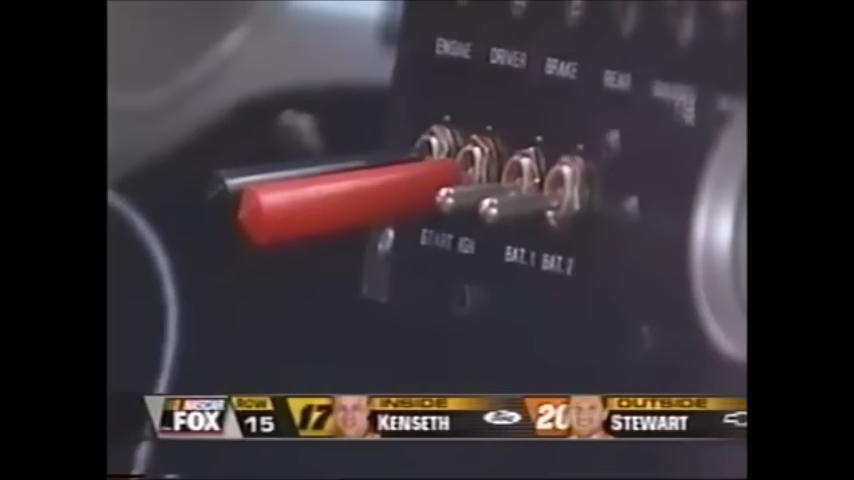 ENGINE DRIVER BRAKE REAR
START IGN BAT.1 BAT.2
NASCAR FOX ROW 15 17 INSIDE KENSETH Ford 20 OUTSIDE STEWART